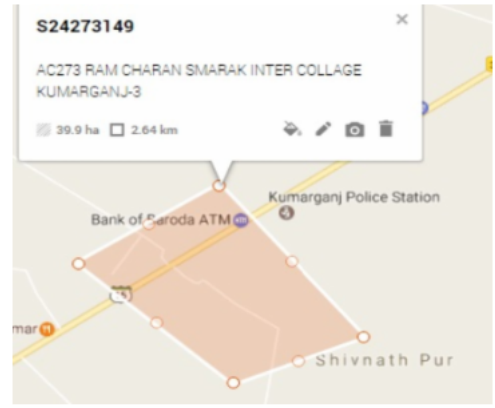 S24273149
AC273 RAM CHARAN SMARAK INTER COLLAGE
KUMARGANJ-3
39.9 ha 2.64 km
Kumarganj Police Station
Bank of Baroda ATM
mar
Shivnath Pur